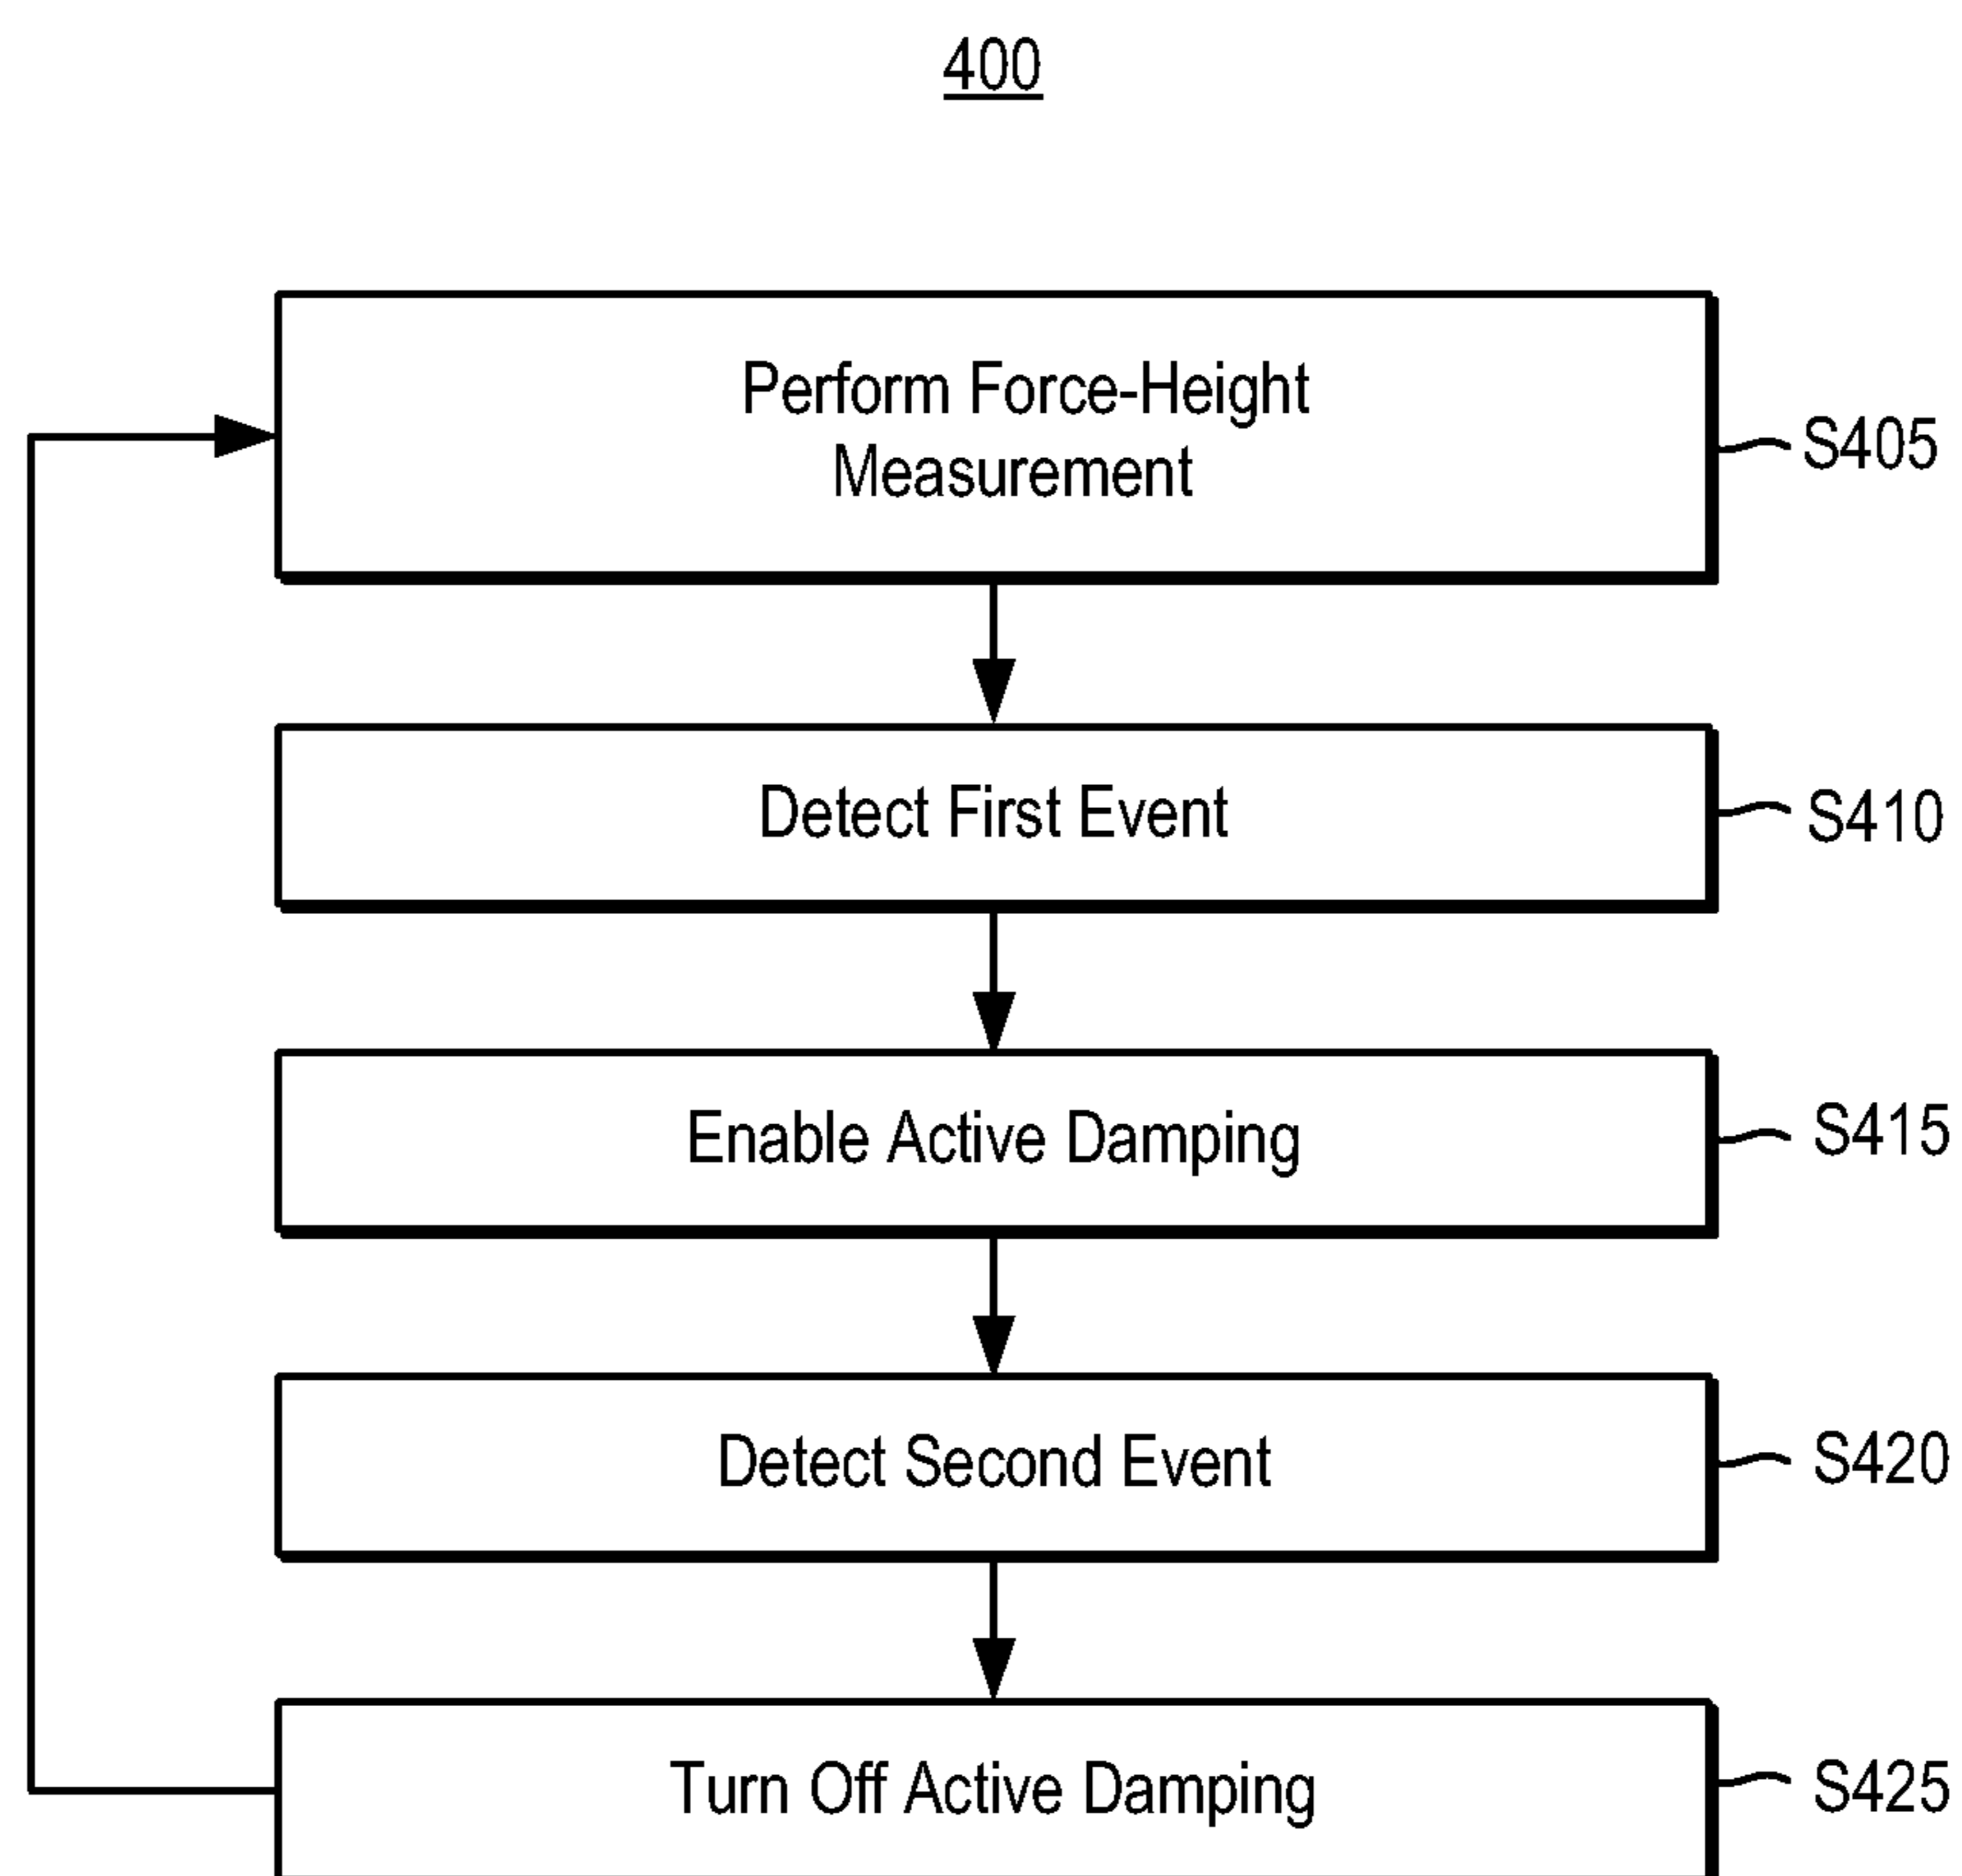 400
Perform Force-Height
Measurement
S405
Detect First Event
S410
Enable Active Damping
S415
Detect Second Event
S420
Turn Off Active Damping
S425